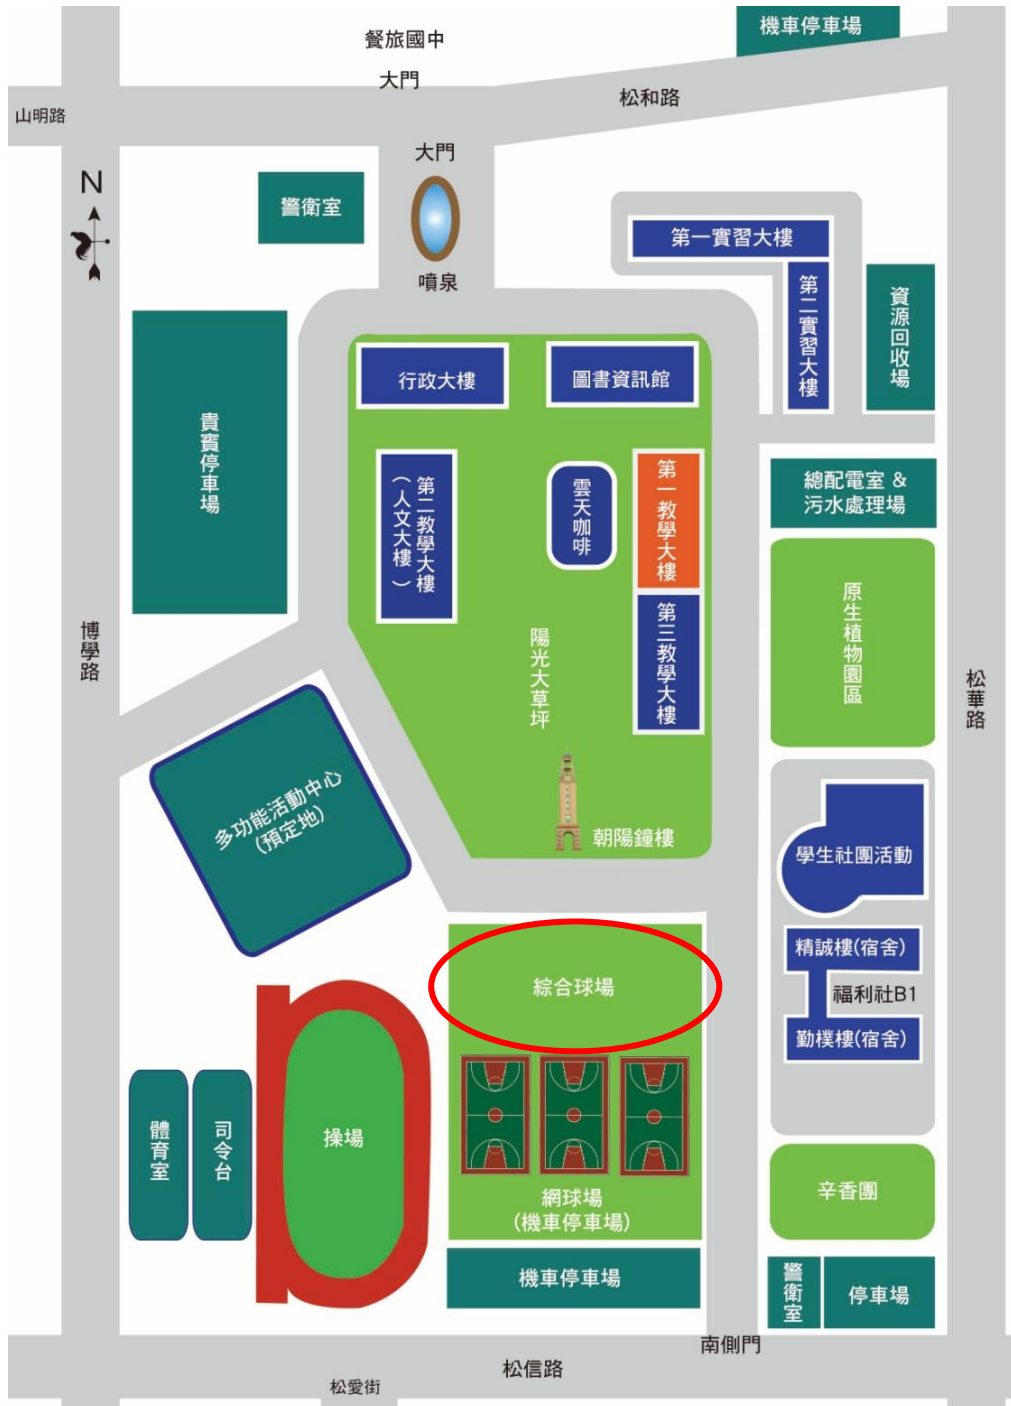 機車停車場
餐旅國中
大門
松和路
山明路
大門
N
警衛室
噴泉
第一實習大樓
第二實習大樓
資源回收場
行政大樓
圖書資訊館
貴賓停車場
第二教學大樓
(人文大樓)
雲天咖啡
第一教學大樓
總配電室 &
污水處理場
原生植物園區
第三教學大樓
陽光大草坪
博學路
松華路
多功能活動中心
(預定地)
朝陽鐘樓
學生社團活動
精誠樓(宿舍)
福利社B1
勤樸樓(宿舍)
綜合球場
操場
體育室
司令台
網球場
(機車停車場)
辛香團
機車停車場
警衛室
停車場
南側門
松信路
松愛街